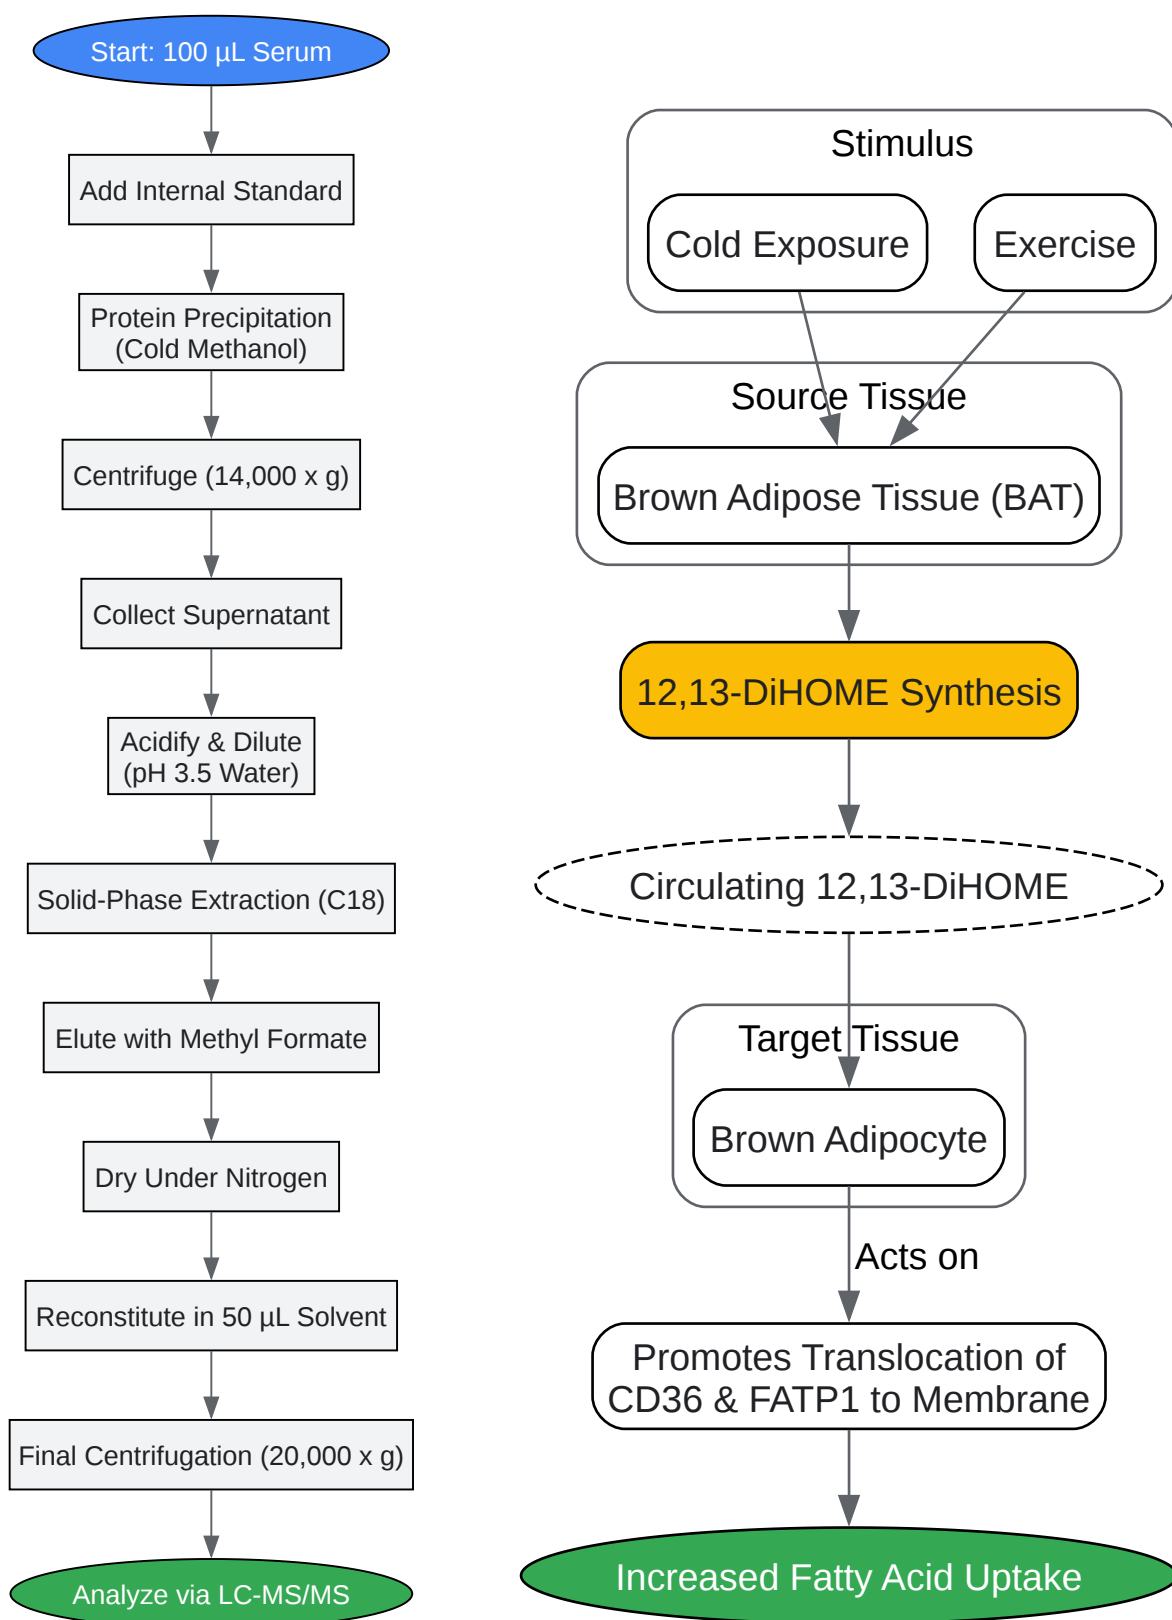 Start: 100 µL Serum
Add Internal Standard
Protein Precipitation
(Cold Methanol)
Centrifuge (14,000 x g)
Collect Supernatant
Acidify & Dilute
(pH 3.5 Water)
Solid-Phase Extraction (C18)
Elute with Methyl Formate
Dry Under Nitrogen
Reconstitute in 50 µL Solvent
Final Centrifugation (20,000 x g)
Analyze via LC-MS/MS
Stimulus
Cold Exposure
Exercise
Source Tissue
Brown Adipose Tissue (BAT)
12,13-DiHOME Synthesis
Circulating 12,13-DiHOME
Target Tissue
Brown Adipocyte
Acts on
Promotes Translocation of
CD36 & FATP1 to Membrane
Increased Fatty Acid Uptake